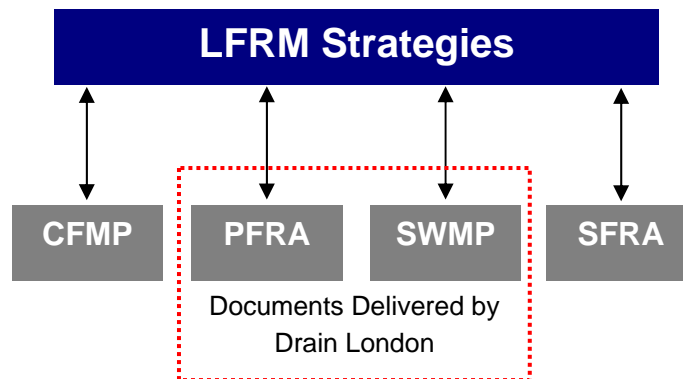 LFRM Strategies
CFMP
PFRA
SWMP
SFRA
Documents Delivered by
Drain London